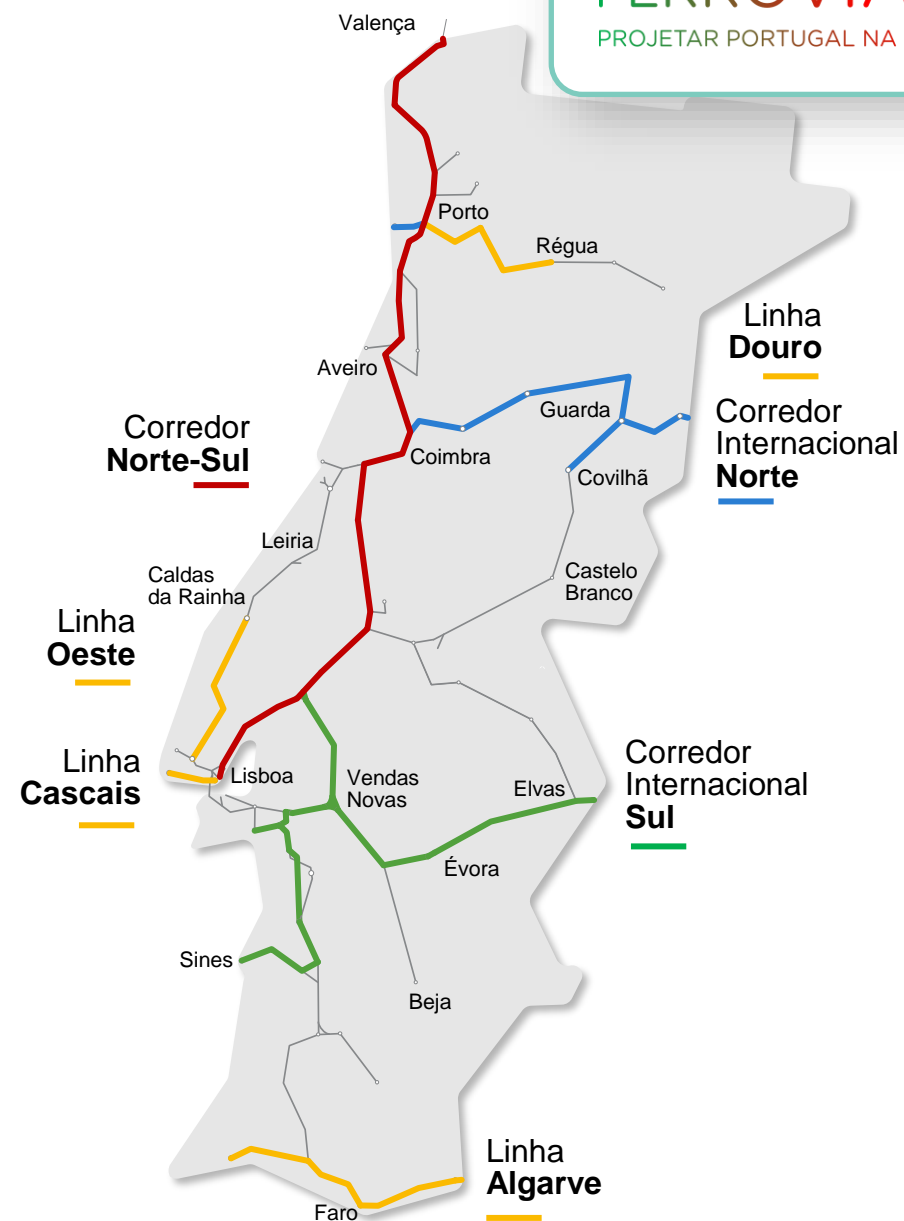 PROJETAR PORTUGAL NA
Valença
Porto
Régua
Linha
Douro
Aveiro
Guarda
Corredor
Internacional
Norte
Corredor
Norte-Sul
Coimbra
Covilhã
Leiria
Caldas
da Rainha
Castelo
Branco
Linha
Oeste
Linha
Cascais
Lisboa
Vendas
Novas
Elvas
Corredor
Internacional
Sul
Évora
Sines
Beja
Linha
Algarve
Faro